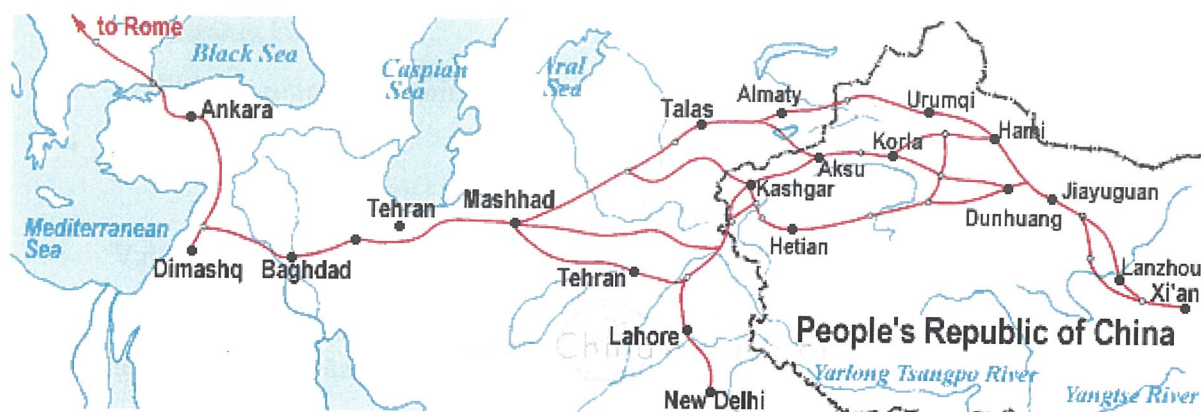 to Rome
Black Sea
Caspian
Sea
Aral
Sea
Ankara
Talas
Almaty
Urumqi
Hami
Korla
Aksu
Kashgar
Jiayuguan
Dunhuang
Mashhad
Tehran
Mediterranean
Sea
Hetian
Dimashq
Baghdad
Tehran
Lanzhou
Xi'an
Lahore
China
People's Republic of China
Yarlong Tsangpo River
Yangtse River
New Delhi